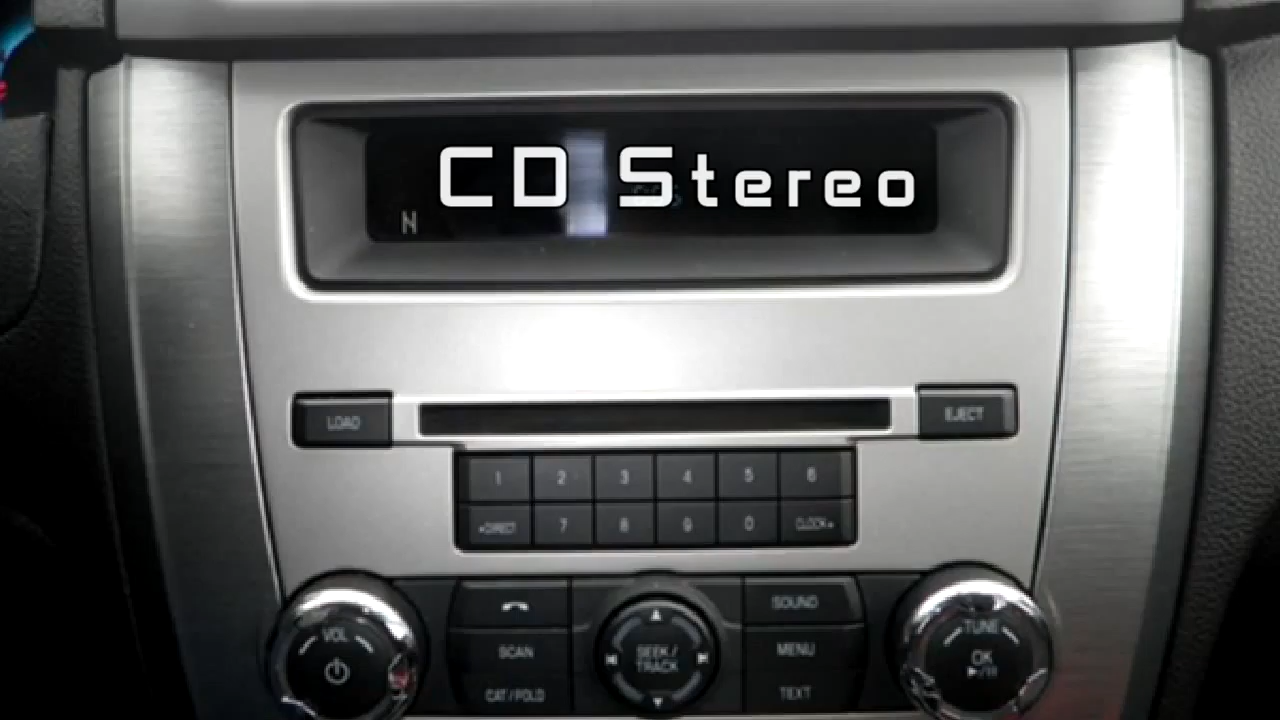 CD Stereo
N
LOAD
EJECT
1 2 3 4 5 6
DIRECT 7 8 9 0 CLOCK
VOL
SCAN
CAT/FOLD
SEEK/
TRACK
SOUND
MENU
TEXT
TUNE
OK